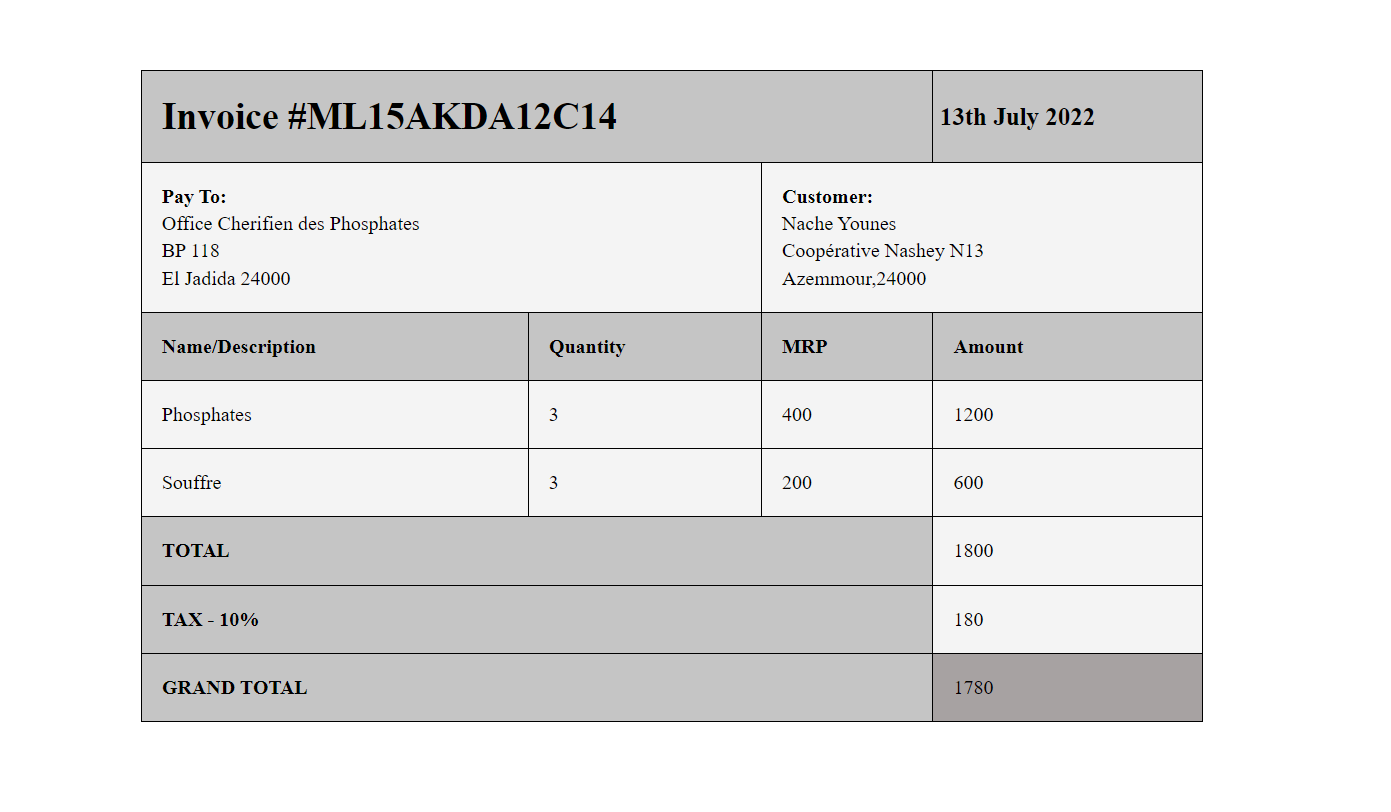 Invoice #ML15AKDA12C14 13th July 2022
Pay To:
Office Cherifien des Phosphates
BP 118
El Jadida 24000
Customer:
Nache Younes
Coopérative Nashey N13
Azemmour,24000
Name/Description Quantity MRP Amount
Phosphates 3 400 1200
Souffre 3 200 600
TOTAL 1800
TAX - 10% 180
GRAND TOTAL 1780